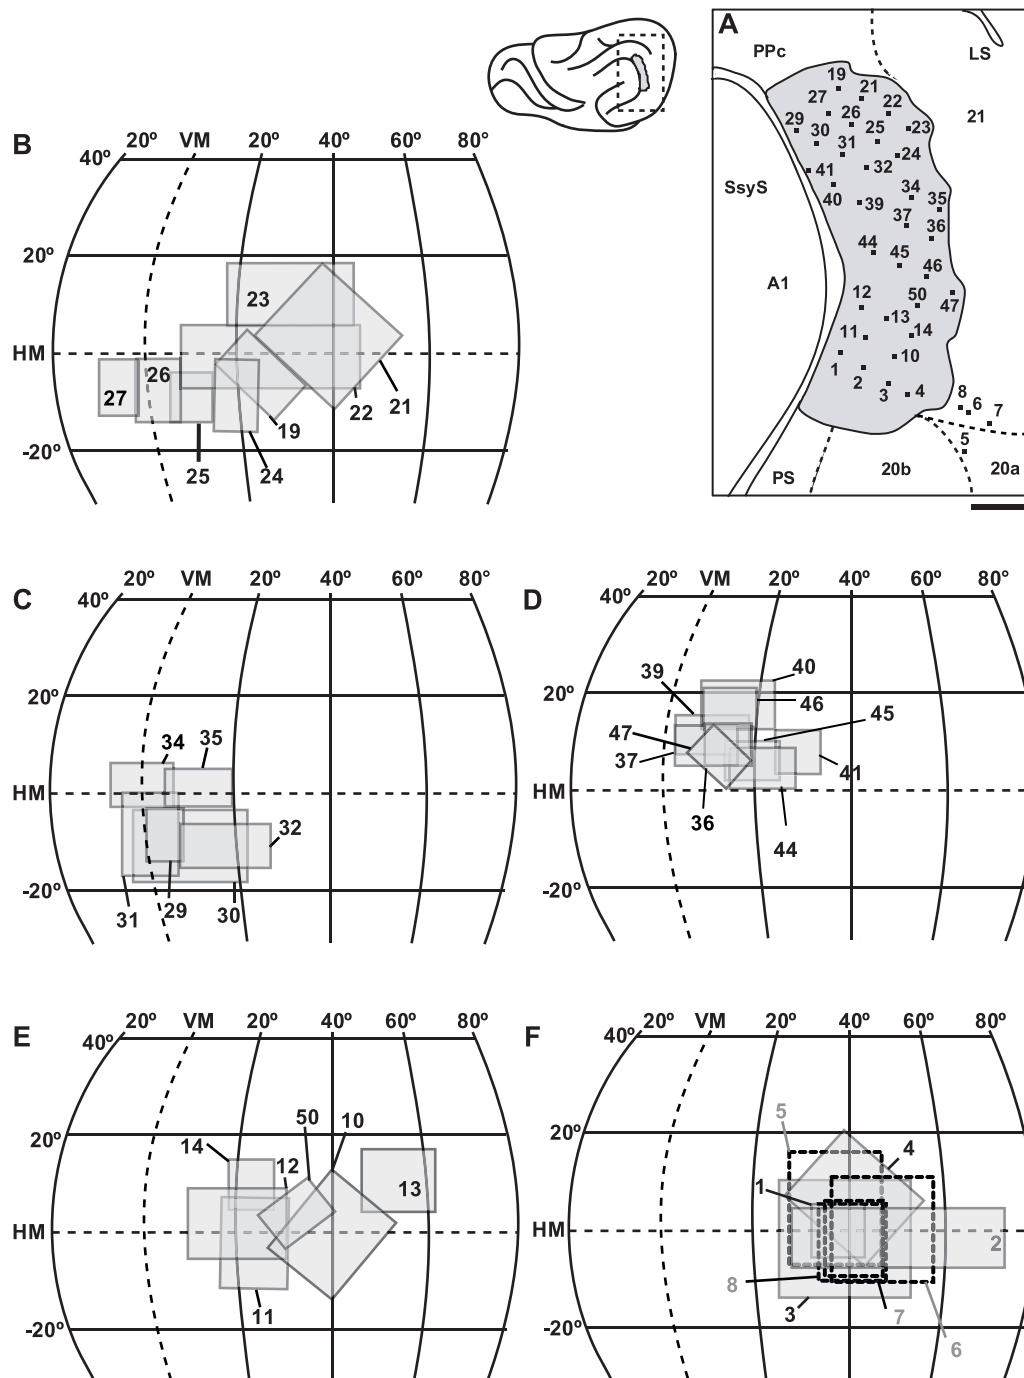 A
PPc
LS
19
21
27
22
26
29
23
21
30
25
31
24
41
32
34
SsyS
40
39
35
37
36
44
45
46
A1
12
50
47
13
11
14
10
1
2
3
4
8
6
7
5
20b
20a
PS
B
20º VM 20º 40º 60º 80º
40º
20º
23
HM
26
27
21
22
19
-20º
25
24
C
20º VM 20º 40º 60º 80º
40º
20º
34
35
HM
32
-20º
31
29
30
D
20º VM 20º 40º 60º 80º
40º
39
40
20º
46
45
47
37
41
HM
36
44
-20º
E
20º VM 20º 40º 60º 80º
40º
50
10
20º
14
12
13
HM
11
-20º
F
20º VM 20º 40º 60º 80º
40º
5
20º
4
1
HM
2
8
3
7
-20º
6